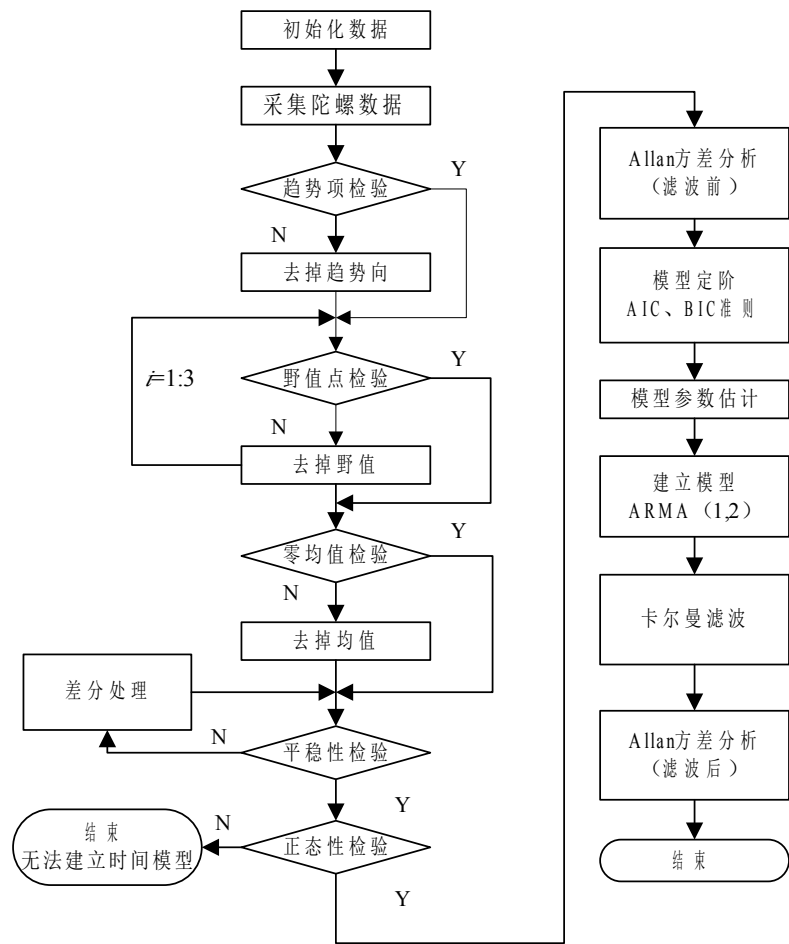 初始化数据
采集陀螺数据
趋势项检验
Y
N
去掉趋势向
i=1:3
野值点检验
Y
N
去掉野值
零均值检验
Y
N
去掉均值
差分处理
平稳性检验
N
Y
正态性检验
N
结束
无法建立时间模型
Y
Allan方差分析
（滤波前）
模型定阶
AIC、BIC准则
模型参数估计
建立模型
ARMA（1,2）
卡尔曼滤波
Allan方差分析
（滤波后）
结束